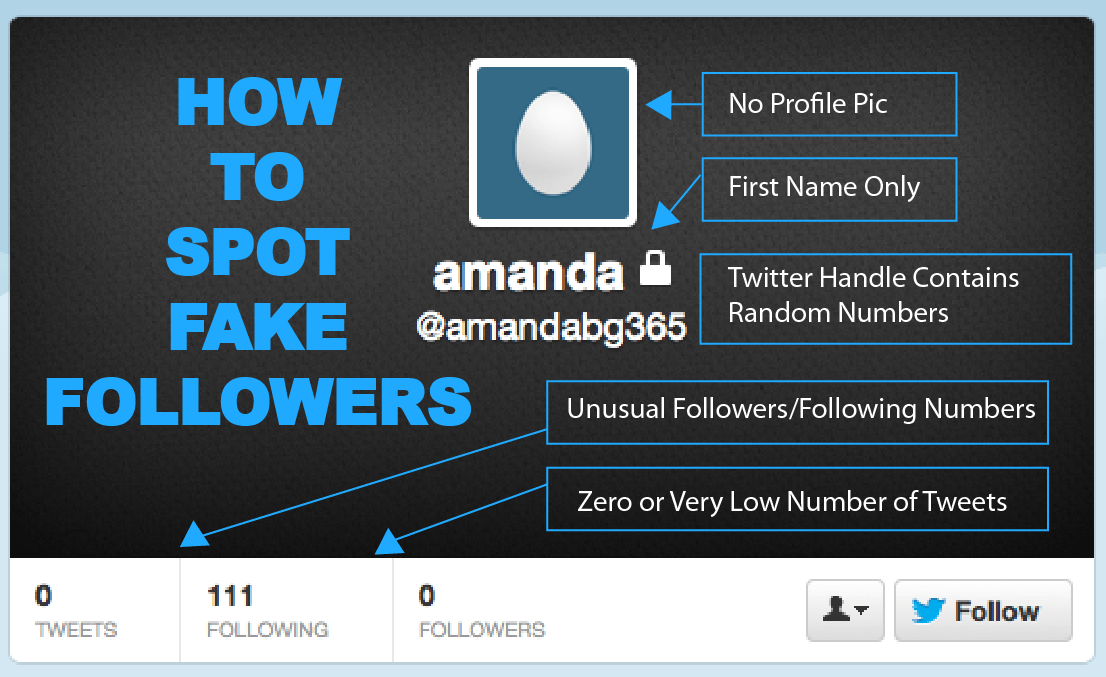 HOW
TO
SPOT
FAKE
FOLLOWERS
No Profile Pic
First Name Only
amanda
@amandabg365
Twitter Handle Contains
Random Numbers
Unusual Followers/Following Numbers
Zero or Very Low Number of Tweets
0
TWEETS
111
FOLLOWING
0
FOLLOWERS
Follow